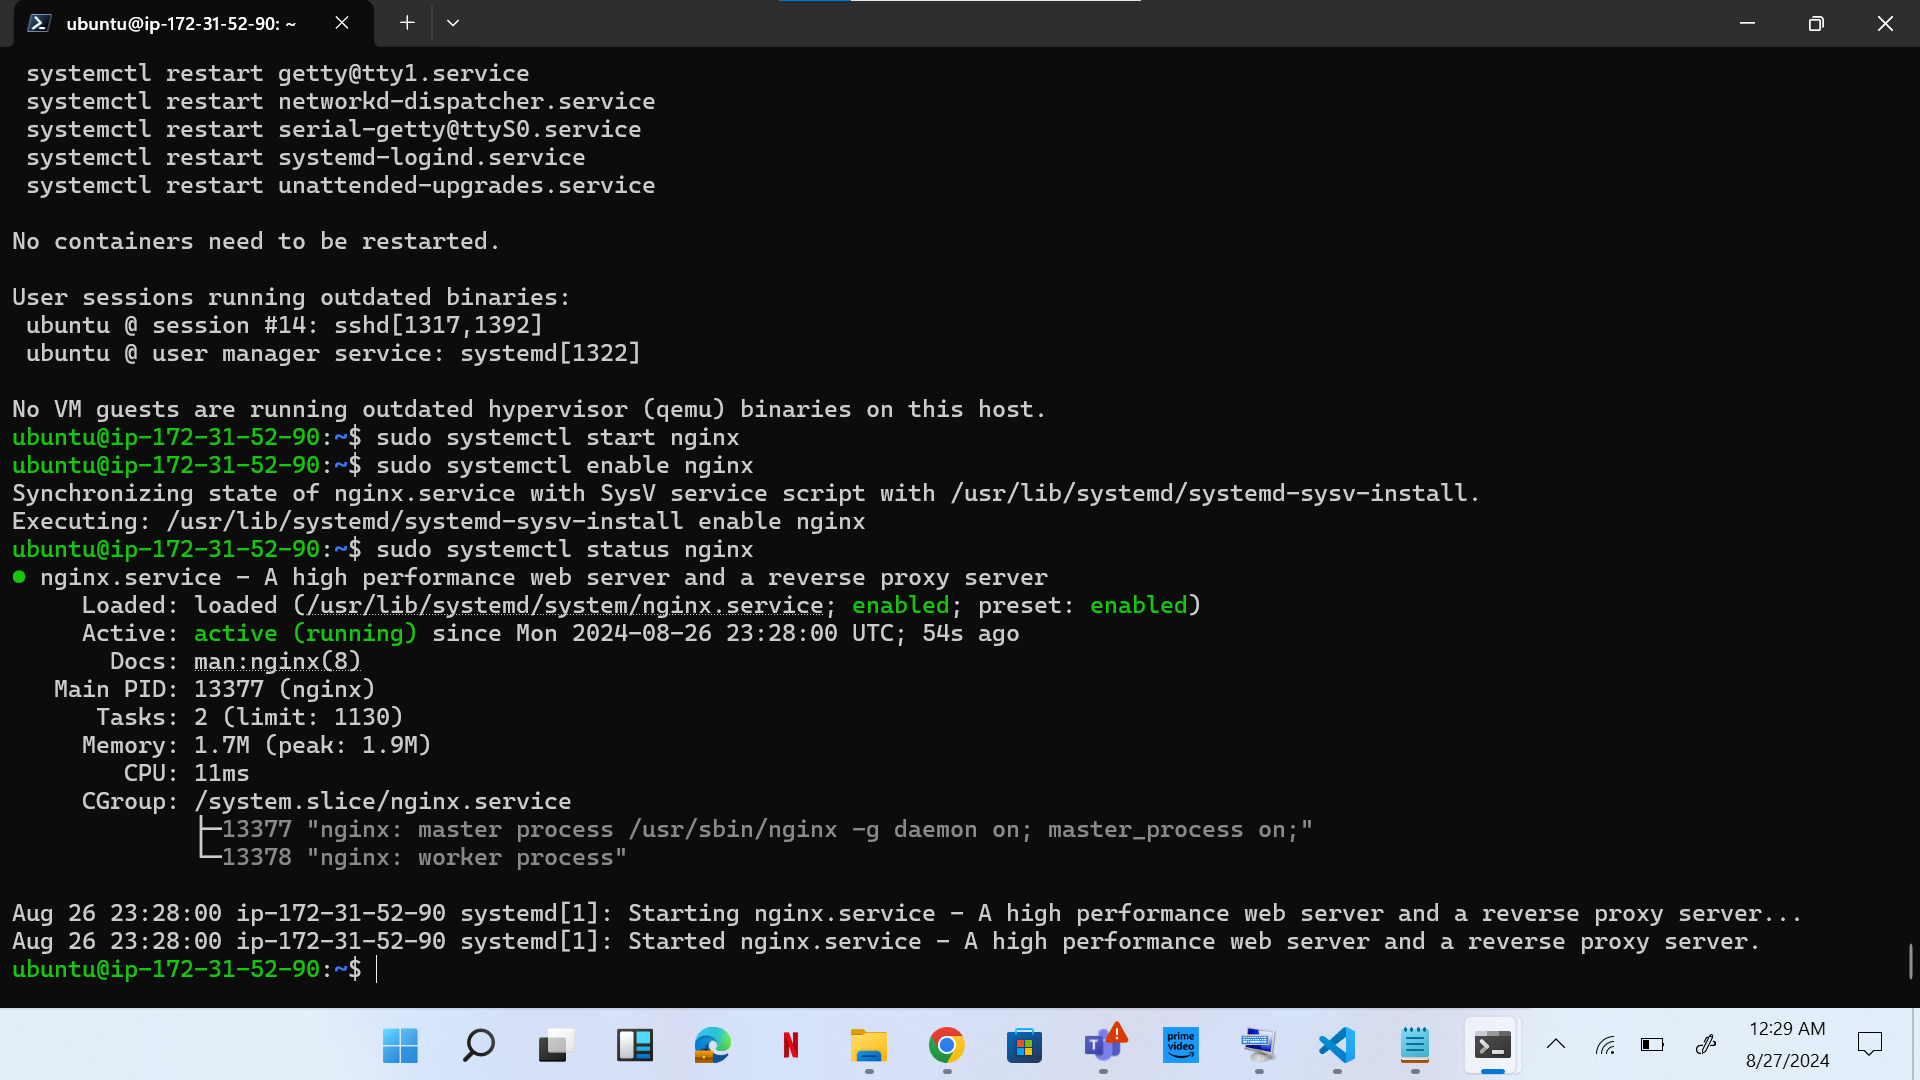 ubuntu@ip-172-31-52-90: ~
systemctl restart getty@tty1.service
systemctl restart networkd-dispatcher.service
systemctl restart serial-getty@ttyS0.service
systemctl restart systemd-logind.service
systemctl restart unattended-upgrades.service
No containers need to be restarted.
User sessions running outdated binaries:
ubuntu @ session #14: sshd[1317,1392]
ubuntu @ user manager service: systemd[1322]
No VM guests are running outdated hypervisor (qemu) binaries on this host.
ubuntu@ip-172-31-52-90:~$ sudo systemctl start nginx
ubuntu@ip-172-31-52-90:~$ sudo systemctl enable nginx
Synchronizing state of nginx.service with SysV service script with /usr/lib/systemd/systemd-sysv-install.
Executing: /usr/lib/systemd/systemd-sysv-install enable nginx
ubuntu@ip-172-31-52-90:~$ sudo systemctl status nginx
● nginx.service - A high performance web server and a reverse proxy server
Loaded: loaded (/usr/lib/systemd/system/nginx.service; enabled; preset: enabled)
Active: active (running) since Mon 2024-08-26 23:28:00 UTC; 54s ago
Docs: man:nginx(8)
Main PID: 13377 (nginx)
Tasks: 2 (limit: 1130)
Memory: 1.7M (peak: 1.9M)
CPU: 11ms
CGroup: /system.slice/nginx.service
├─13377 "nginx: master process /usr/sbin/nginx -g daemon on; master_process on;"
└─13378 "nginx: worker process"
Aug 26 23:28:00 ip-172-31-52-90 systemd[1]: Starting nginx.service - A high performance web server and a reverse proxy server...
Aug 26 23:28:00 ip-172-31-52-90 systemd[1]: Started nginx.service - A high performance web server and a reverse proxy server.
ubuntu@ip-172-31-52-90:~$
N
T
prime video
12:29 AM
8/27/2024